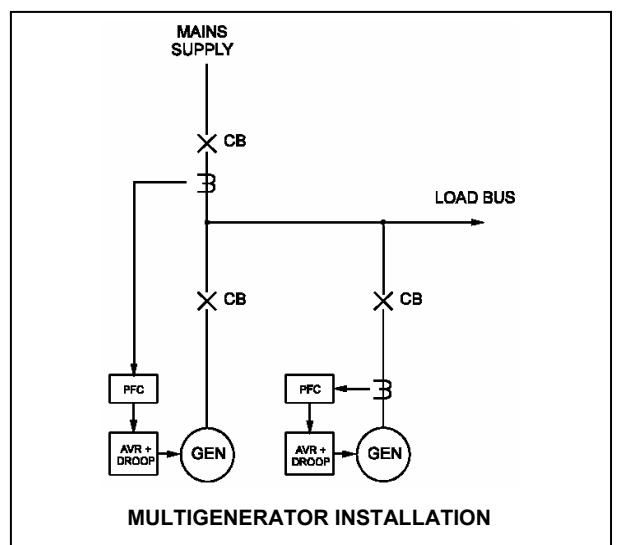 MAINS
SUPPLY
CB
LOAD BUS
CB
CB
PFC
PFC
AVR +
DROOP
GEN
AVR +
DROOP
GEN
MULTIGENERATOR INSTALLATION